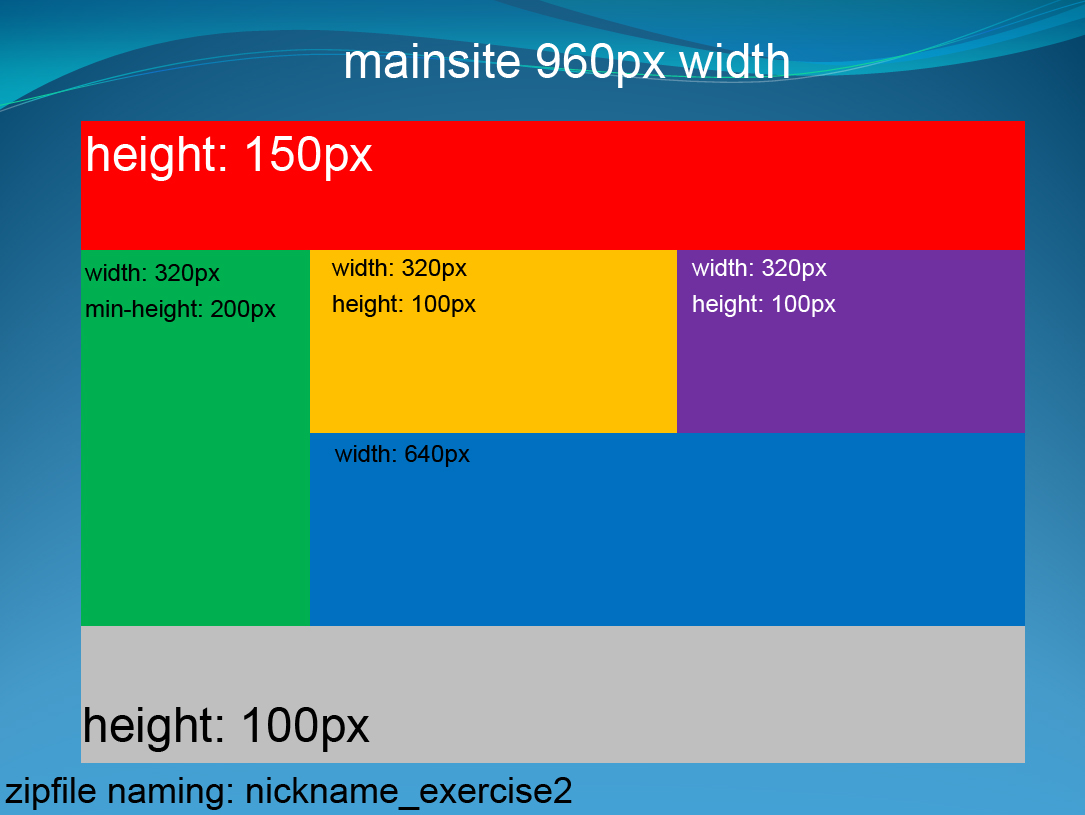 mainsite 960px width
height: 150px
width: 320px
min-height: 200px
width: 320px
height: 100px
width: 320px
height: 100px
width: 640px
height: 100px
zipfile naming: nickname_exercise2